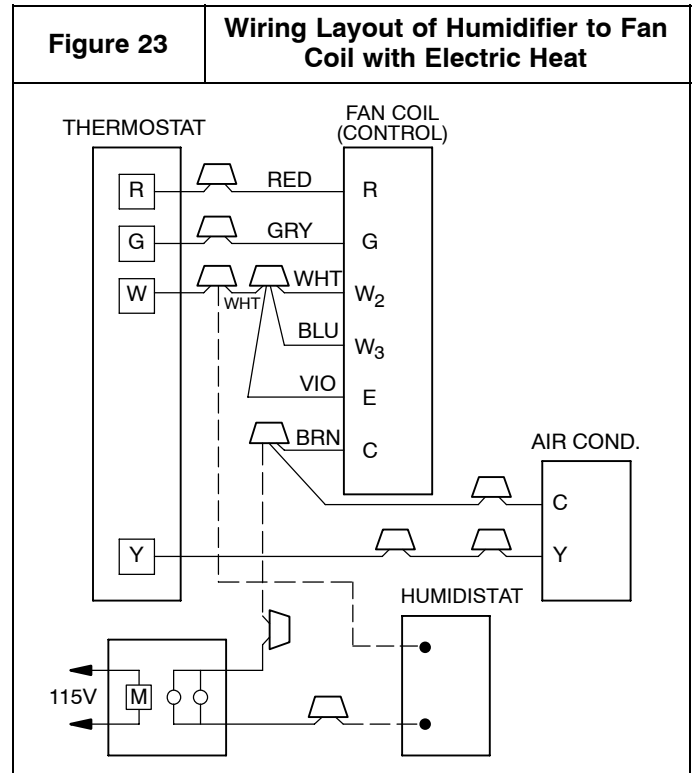 Figure 23
Wiring Layout of Humidifier to Fan
Coil with Electric Heat
THERMOSTAT
FAN COIL
(CONTROL)
R RED R
G GRY G
W WHT WHT W₂
BLU W₃
VIO E
BRN C
AIR COND.
C
Y Y
HUMIDISTAT
115V M